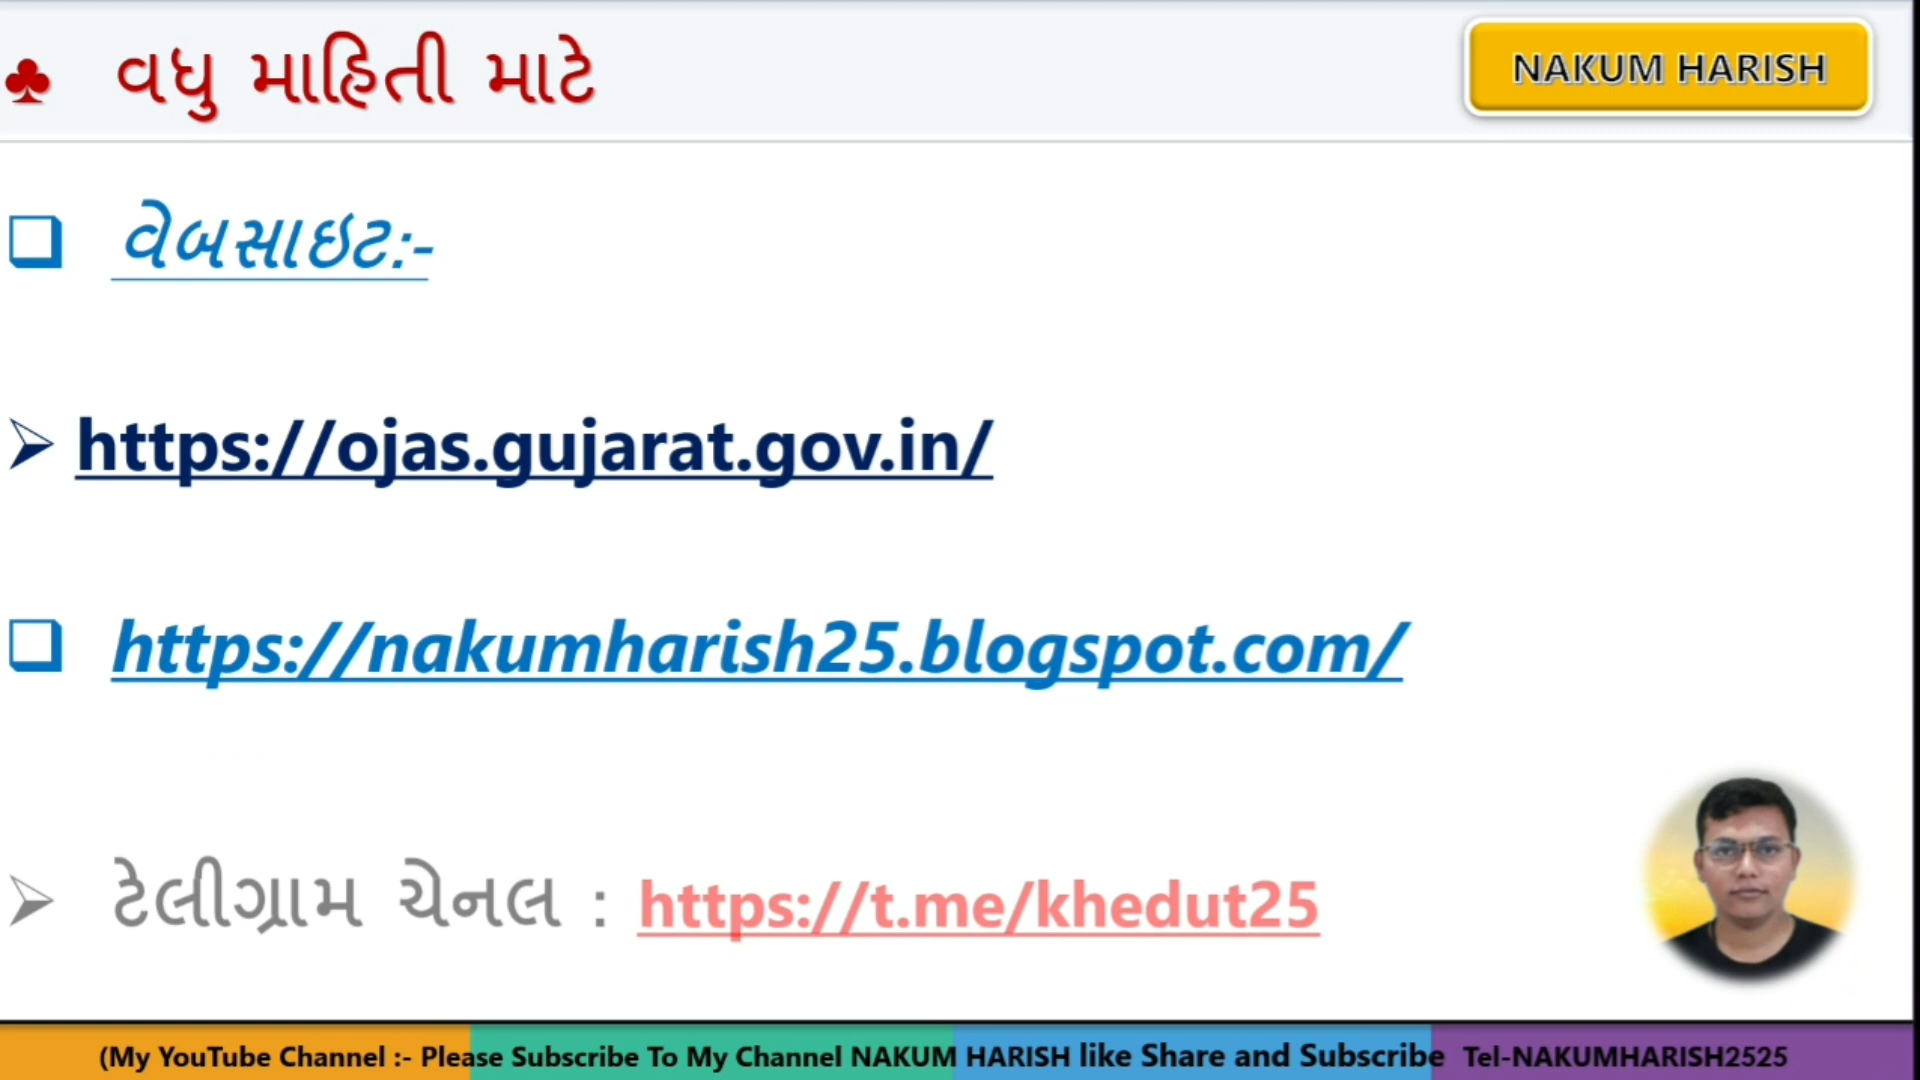 ♣ વધુ માહિતી માટે
NAKUM HARISH
❑ વેબસાઇટ:-
➢ https://ojas.gujarat.gov.in/
❑ https://nakumharish25.blogspot.com/
➢ ટેલીગ્રામ ચેનલ : https://t.me/khedut25
(My YouTube Channel :- Please Subscribe To My Channel NAKUM HARISH like Share and Subscribe Tel-NAKUMHARISH2525